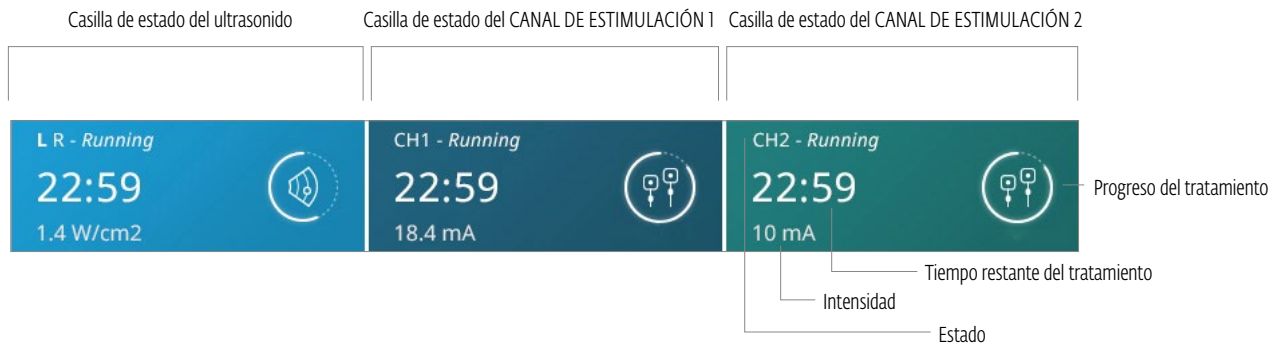 Casilla de estado del ultrasonido
Casilla de estado del CANAL DE ESTIMULACIÓN 1
Casilla de estado del CANAL DE ESTIMULACIÓN 2
L R - Running
22:59
1.4 W/cm2
CH1 - Running
22:59
18.4 mA
CH2 - Running
22:59
10 mA
Progreso del tratamiento
Tiempo restante del tratamiento
Intensidad
Estado